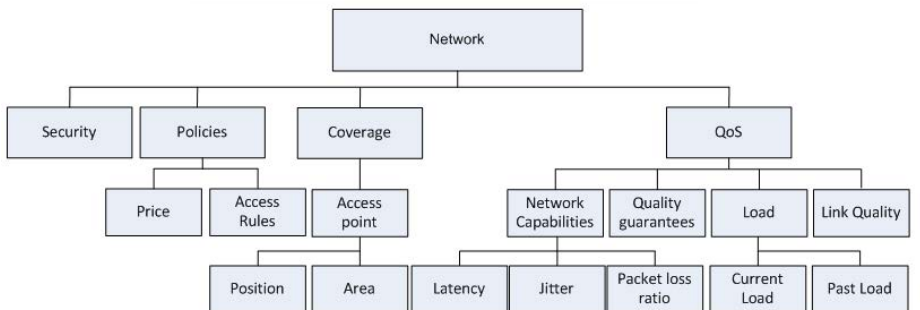 Network
Security
Policies
Coverage
QoS
Price
Access
Rules
Access
point
Network
Capabilities
Quality
guarantees
Load
Link Quality
Position
Area
Latency
Jitter
Packet loss
ratio
Current
Load
Past Load